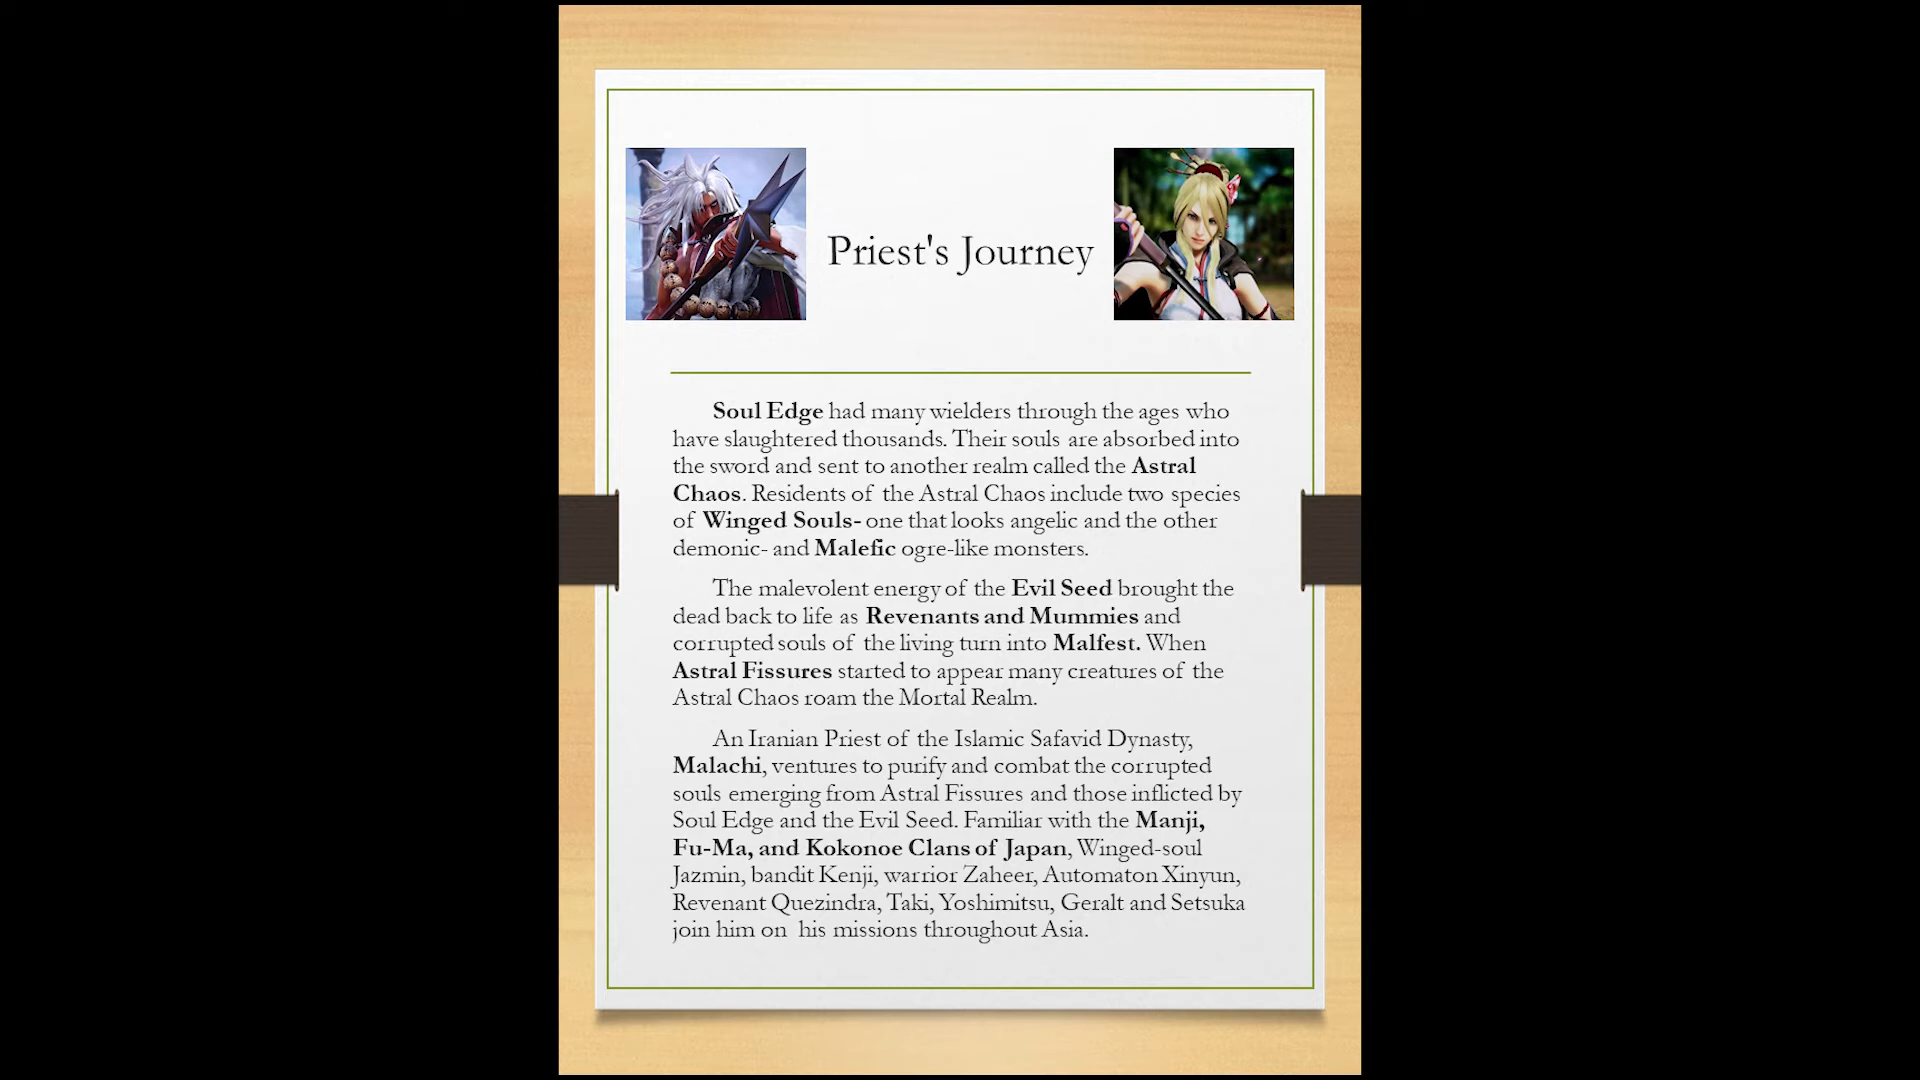 Priest's Journey
Soul Edge had many wielders through the ages who
have slaughtered thousands. Their souls are absorbed into
the sword and sent to another realm called the Astral
Chaos. Residents of the Astral Chaos include two species
of Winged Souls- one that looks angelic and the other
demonic- and Malefic ogre-like monsters.
The malevolent energy of the Evil Seed brought the
dead back to life as Revenants and Mummies and
corrupted souls of the living turn into Malfest. When
Astral Fissures started to appear many creatures of the
Astral Chaos roam the Mortal Realm.
An Iranian Priest of the Islamic Safavid Dynasty,
Malachi, ventures to purify and combat the corrupted
souls emerging from Astral Fissures and those inflicted by
Soul Edge and the Evil Seed. Familiar with the Manji,
Fu-Ma, and Kokonoe Clans of Japan, Winged-soul
Jazmin, bandit Kenji, warrior Zaheer, Automaton Xinyun,
Revenant Quezindra, Taki, Yoshimitsu, Geralt and Setsuka
join him on his missions throughout Asia.